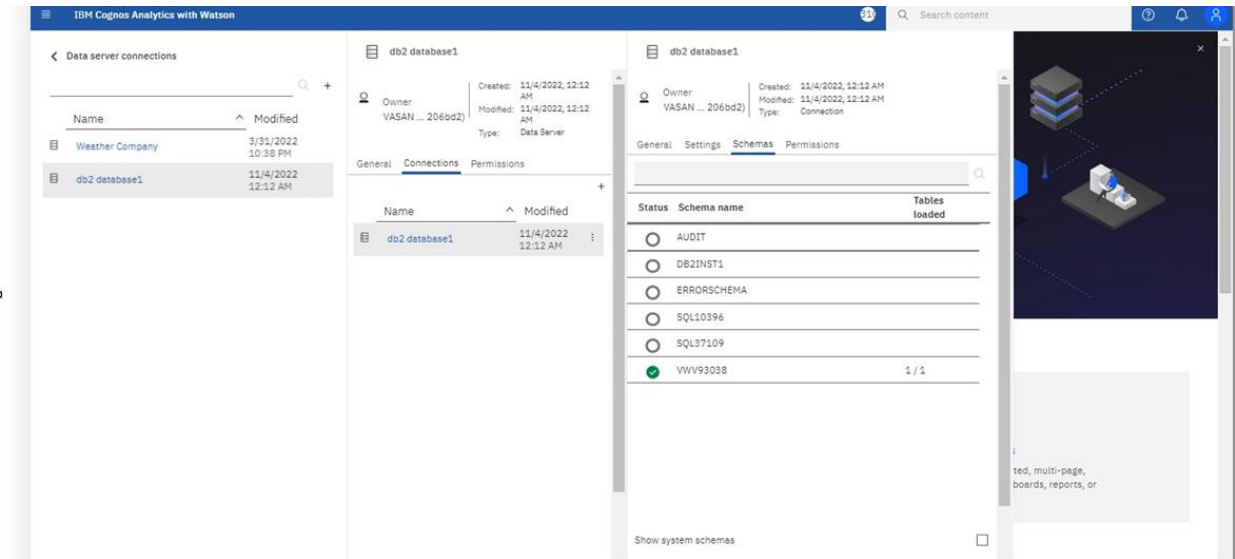 IBM Cognos Analytics with Watson
Search content
Data server connections
Name Modified
Weather Company 3/31/2022
10:38 PM
db2 database1 11/4/2022
12:12 AM
db2 database1
Owner
VASAN ... 206bd2)
Created: 11/4/2022, 12:12
AM
Modified: 11/4/2022, 12:12
AM
Type: Data Server
General Connections Permissions
Name Modified
db2 database1 11/4/2022
12:12 AM
db2 database1
Owner
VASAN ... 206bd2)
Created: 11/4/2022, 12:12 AM
Modified: 11/4/2022, 12:12 AM
Type: Connection
General Settings Schemas Permissions
Status Schema name Tables
loaded
AUDIT
DB2INST1
ERRORSCHEMA
SQL10396
SQL37109
VWV93038 1 / 1
Show system schemas
ted, multi-page,
boards, reports, or